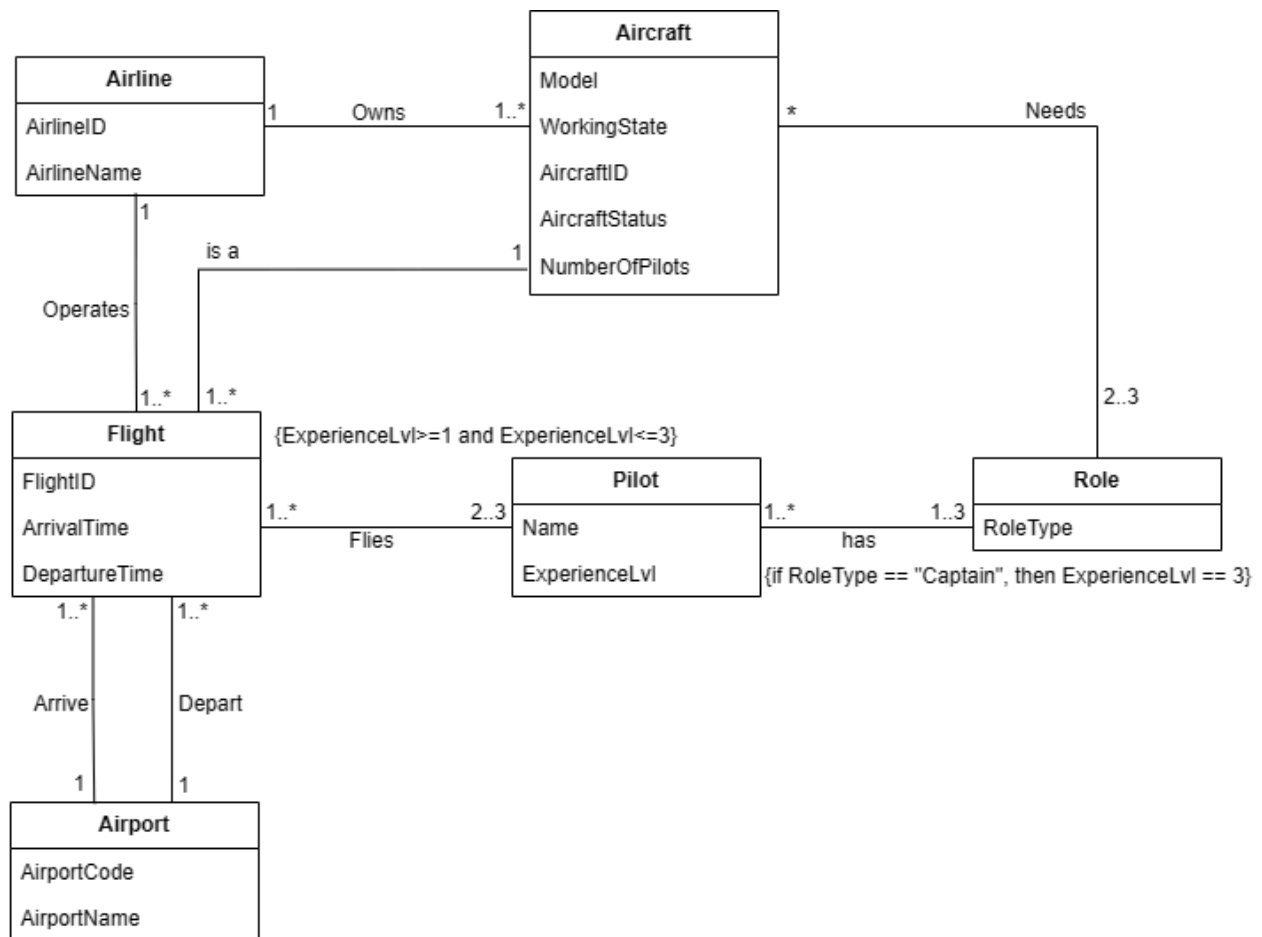 Aircraft
Model
WorkingState
AircraftID
AircraftStatus
NumberOfPilots
Airline
AirlineID
AirlineName
1
Owns
1..*
*
Needs
1
is a
1
Operates
1..*
1..*
2..3
Flight
FlightID
ArrivalTime
DepartureTime
{ExperienceLvl>=1 and ExperienceLvl<=3}
Pilot
Name
ExperienceLvl
Role
RoleType
1..*
2..3
Flies
1..*
1..3
has
{if RoleType == "Captain", then ExperienceLvl == 3}
1..*
1..*
Arrive
Depart
1
1
Airport
AirportCode
AirportName